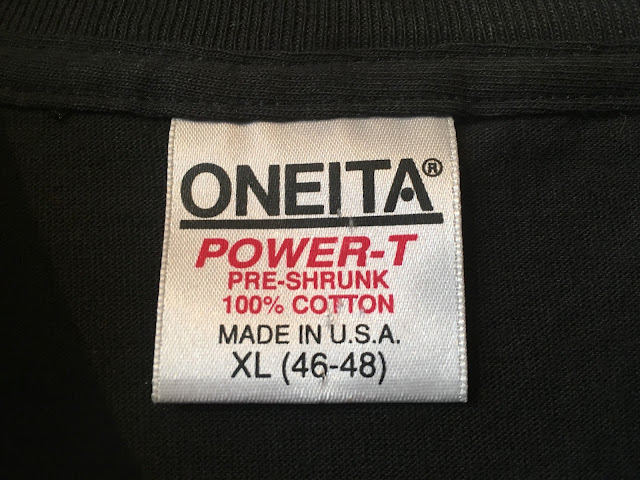 ONEITA®
POWER-T
PRE-SHRUNK
100% COTTON
MADE IN U.S.A.
XL (46-48)